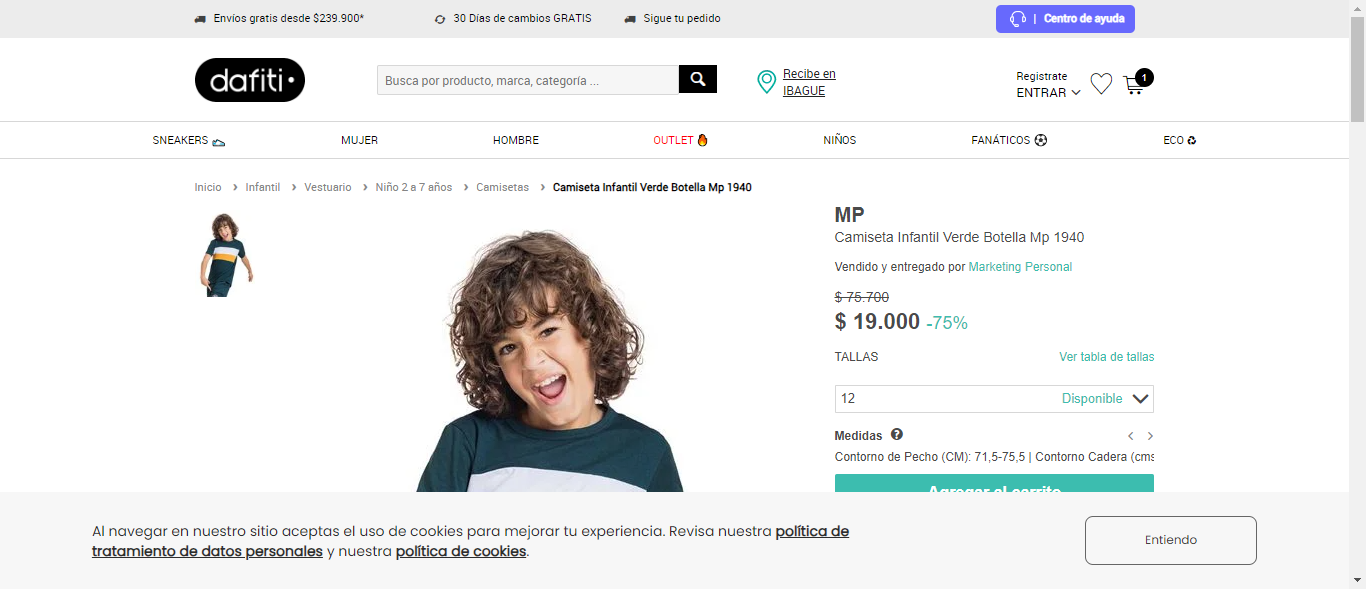 Envíos gratis desde $239.900*
30 Días de cambios GRATIS
Sigue tu pedido
| Centro de ayuda
dafiti
Busca por producto, marca, categoría ...
Recibe en
IBAGUE
Registrate
ENTRAR
1
SNEAKERS
MUJER
HOMBRE
OUTLET
NIÑOS
FANÁTICOS
ECO
Inicio › Infantil › Vestuario › Niño 2 a 7 años › Camisetas › Camiseta Infantil Verde Botella Mp 1940
MP
Camiseta Infantil Verde Botella Mp 1940
Vendido y entregado por Marketing Personal
$ 75.700
$ 19.000 -75%
TALLAS
Ver tabla de tallas
12
Disponible
Medidas ?
Contorno de Pecho (CM): 71,5-75,5 | Contorno Cadera (cms
Agregar al carrito
Al navegar en nuestro sitio aceptas el uso de cookies para mejorar tu experiencia. Revisa nuestra política de
tratamiento de datos personales y nuestra política de cookies.
Entiendo